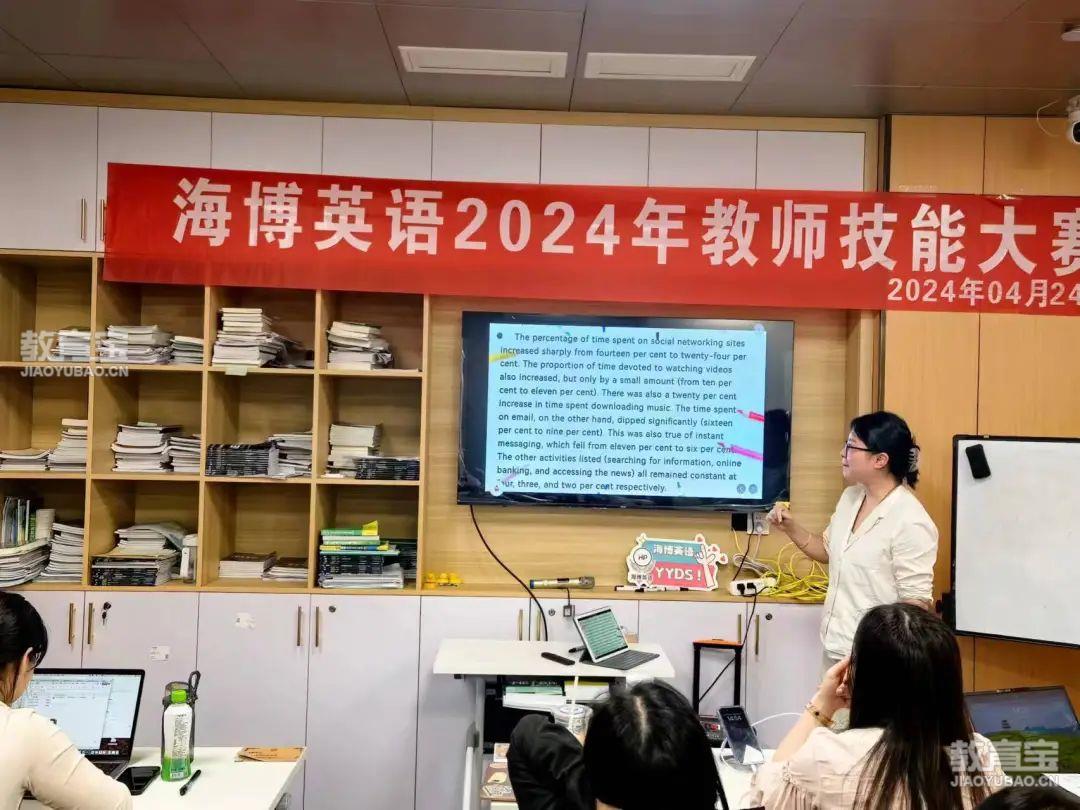 海博英语2024年教师技能大赛
2024年04月24
The percentage of time spent on social networking sites
increased sharply from fourteen per cent to twenty-four per
cent. The proportion of time devoted to watching videos
also increased, but only by a small amount (from ten per
cent to eleven per cent). There was also a twenty per cent
increase in time spent downloading music. The time spent
on email, on the other hand, dipped significantly (sixteen
per cent to nine per cent). This was also true of instant
messaging, which fell from eleven per cent to six per cent.
The other activities listed (searching for information, online
banking, and accessing the news) all remained constant at
four, three, and two per cent respectively.
教育宝
JIAOYUBAO.CN
海博英语
HP
海博英语
YYDS!
14:04
教育宝
JIAOYUBAO.CN